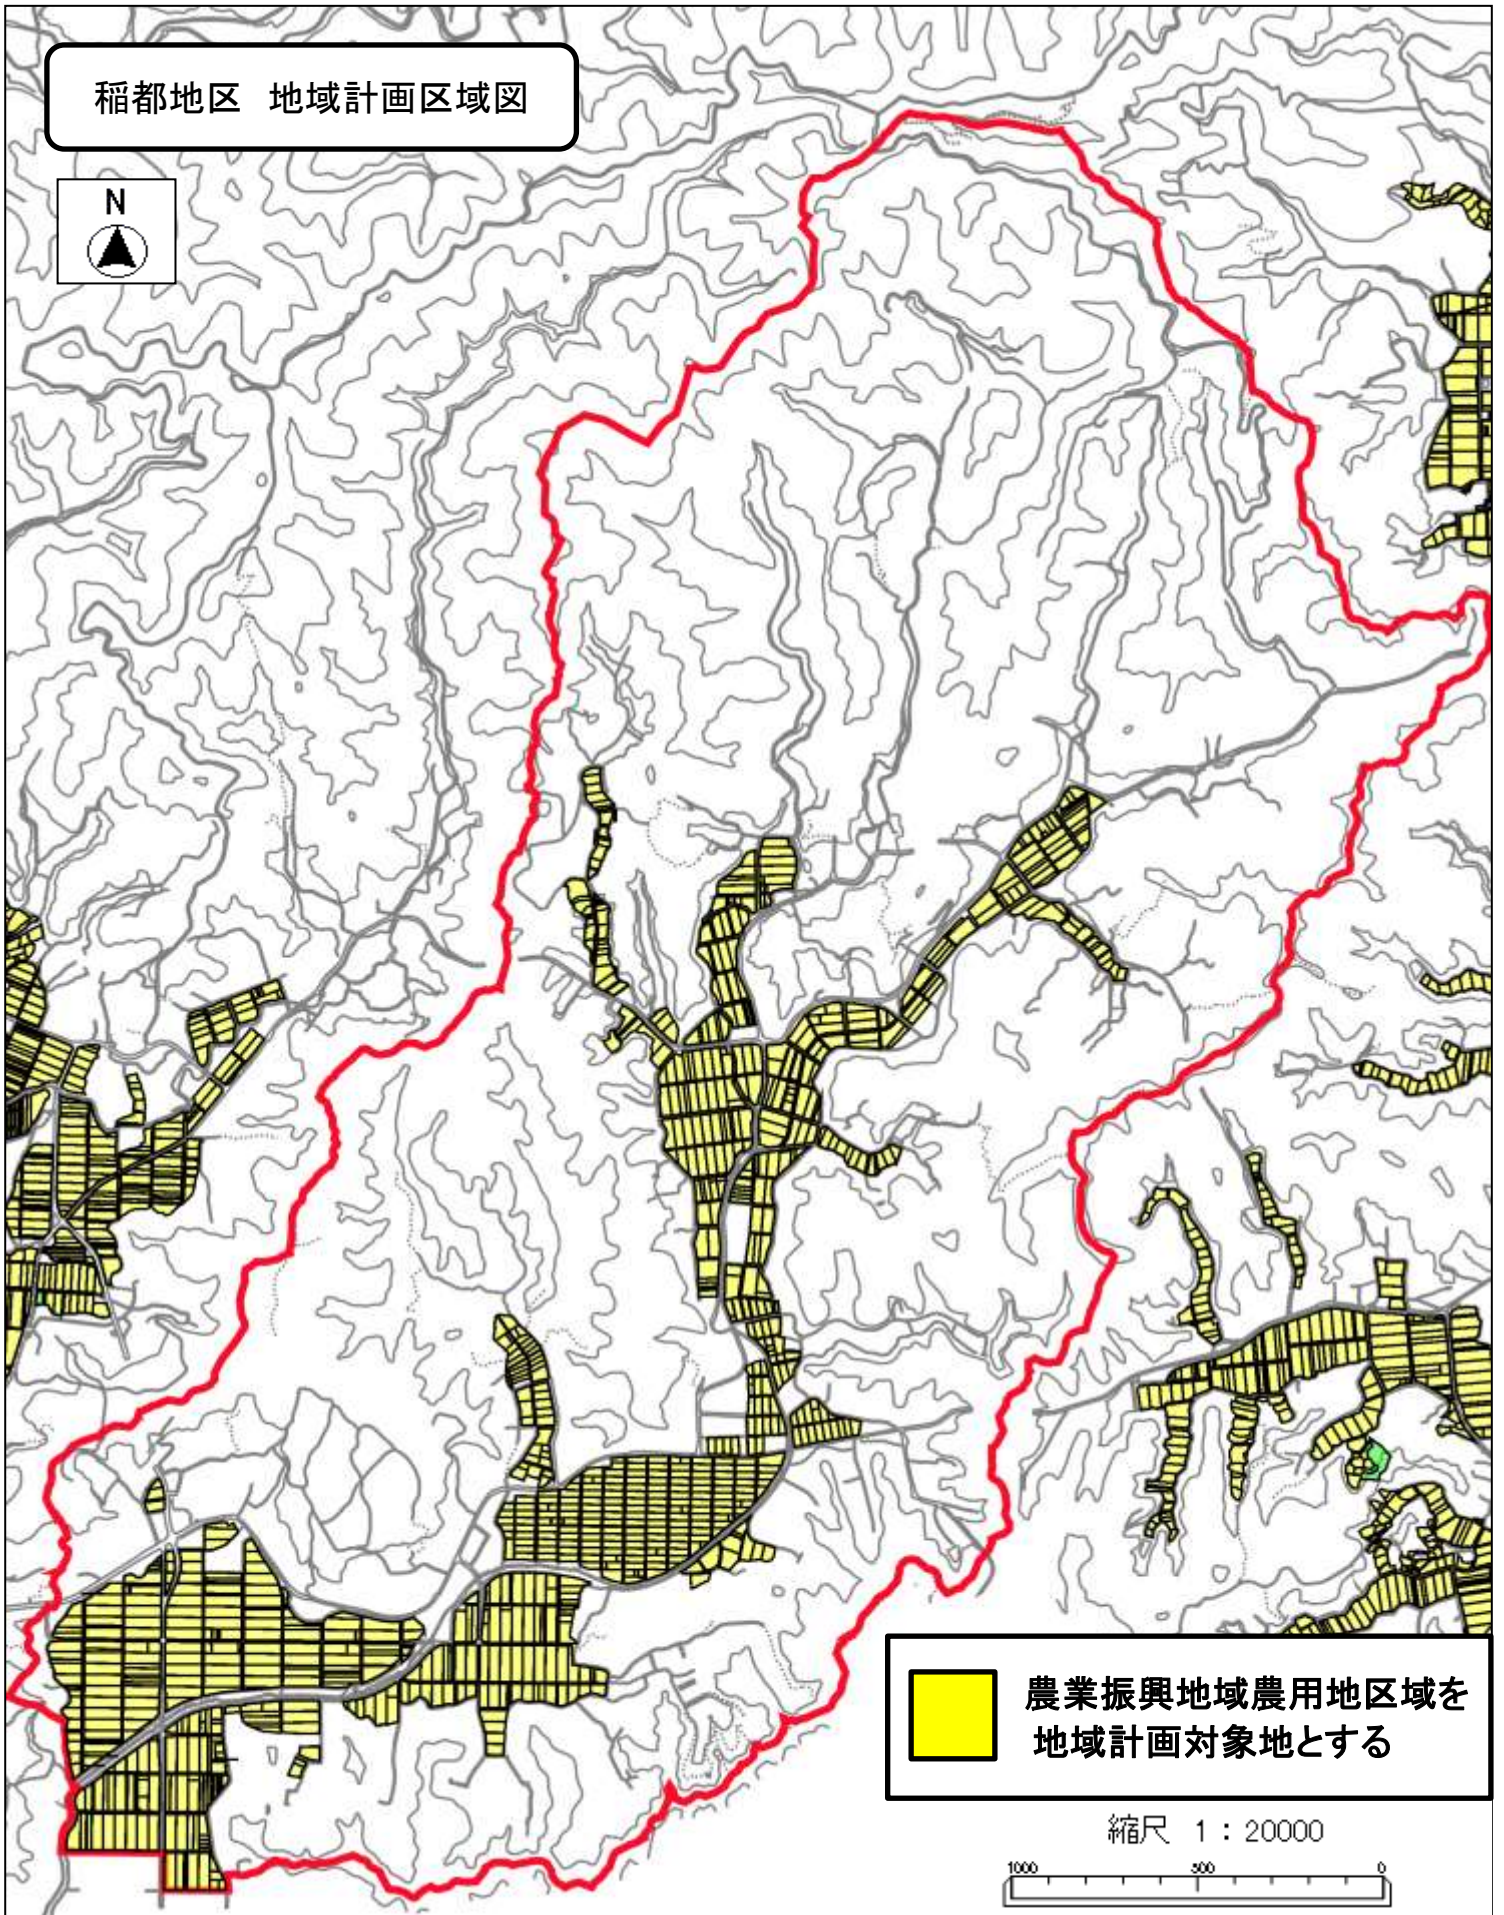 稲都地区　地域計画区域図
N
農業振興地域農用地区域を
地域計画対象地とする
縮尺 1：20000
1000 500 0